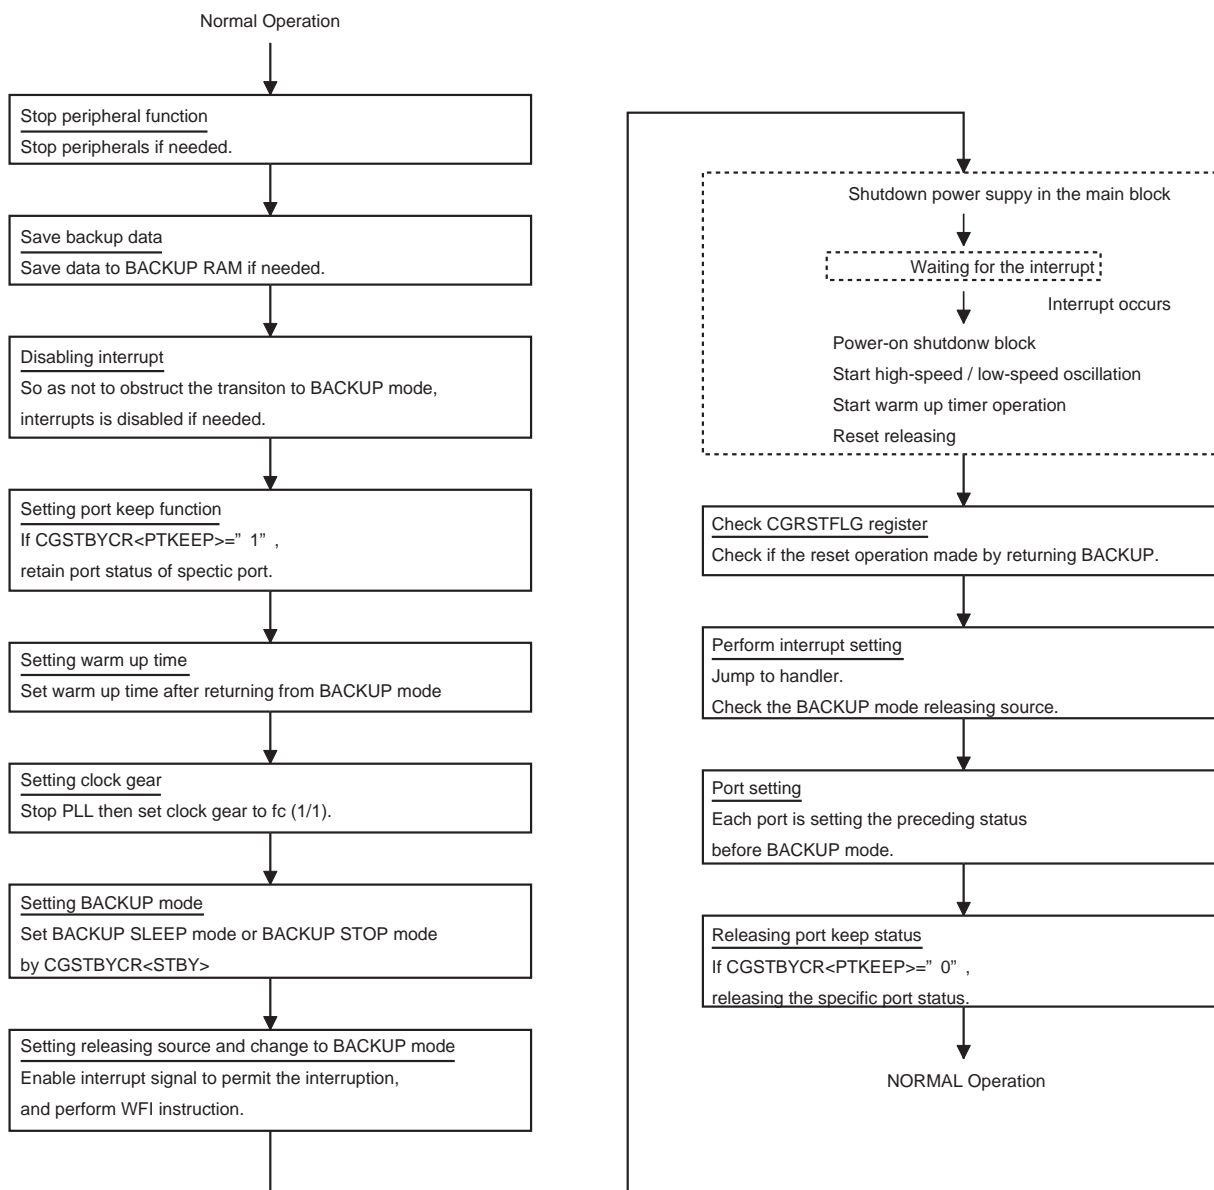 Normal Operation
Stop peripheral function
Stop peripherals if needed.
Save backup data
Save data to BACKUP RAM if needed.
Disabling interrupt
So as not to obstruct the transiton to BACKUP mode,
interrupts is disabled if needed.
Setting port keep function
If CGSTBYCR<PTKEEP>=” 1” ,
retain port status of spectic port.
Setting warm up time
Set warm up time after returning from BACKUP mode
Setting clock gear
Stop PLL then set clock gear to fc (1/1).
Setting BACKUP mode
Set BACKUP SLEEP mode or BACKUP STOP mode
by CGSTBYCR<STBY>
Setting releasing source and change to BACKUP mode
Enable interrupt signal to permit the interruption,
and perform WFI instruction.
Shutdown power suppy in the main block
Waiting for the interrupt
Interrupt occurs
Power-on shutdonw block
Start high-speed / low-speed oscillation
Start warm up timer operation
Reset releasing
Check CGRSTFLG register
Check if the reset operation made by returning BACKUP.
Perform interrupt setting
Jump to handler.
Check the BACKUP mode releasing source.
Port setting
Each port is setting the preceding status
before BACKUP mode.
Releasing port keep status
If CGSTBYCR<PTKEEP>=” 0” ,
releasing the specific port status.
NORMAL Operation